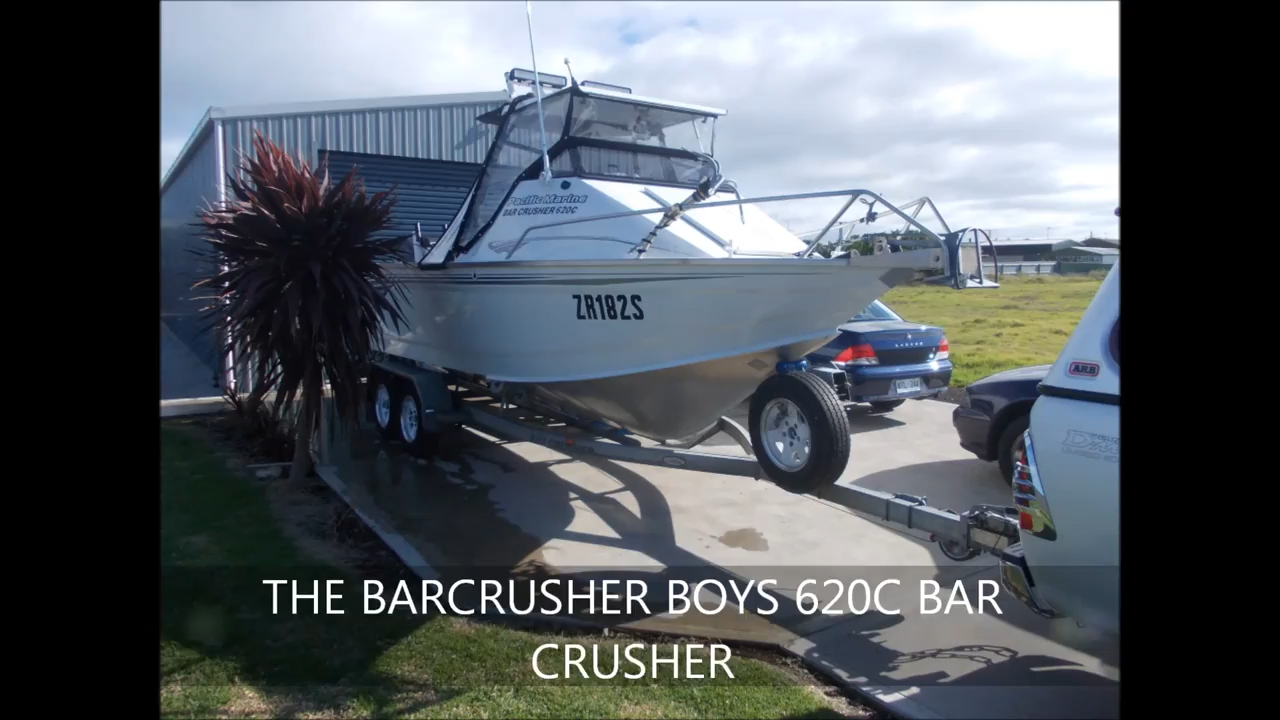 Pacific Marine
BAR CRUSHER 620C
ZR182S
ARB
THE BARCRUSHER BOYS 620C BAR
CRUSHER